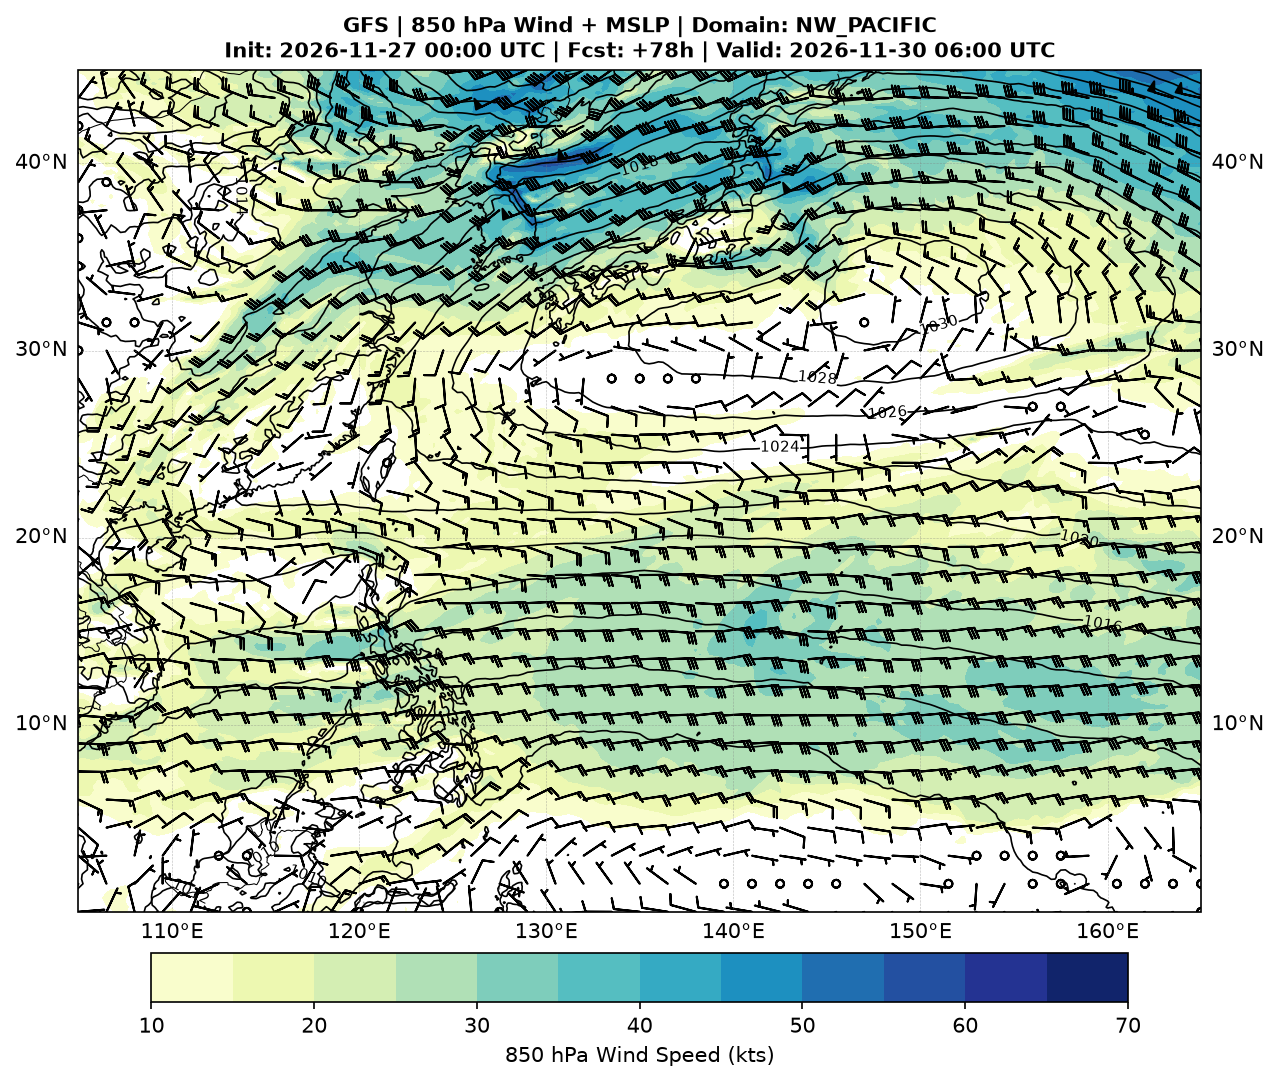 GFS | 850 hPa Wind + MSLP | Domain: NW_PACIFIC
Init: 2026-11-27 00:00 UTC | Fcst: +78h | Valid: 2026-11-30 06:00 UTC
40°N
40°N
1014
1030
30°N
30°N
1028
1026
1024
20°N
20°N
1020
1016
10°N
10°N
110°E 120°E 130°E 140°E 150°E 160°E
10 20 30 40 50 60 70
850 hPa Wind Speed (kts)